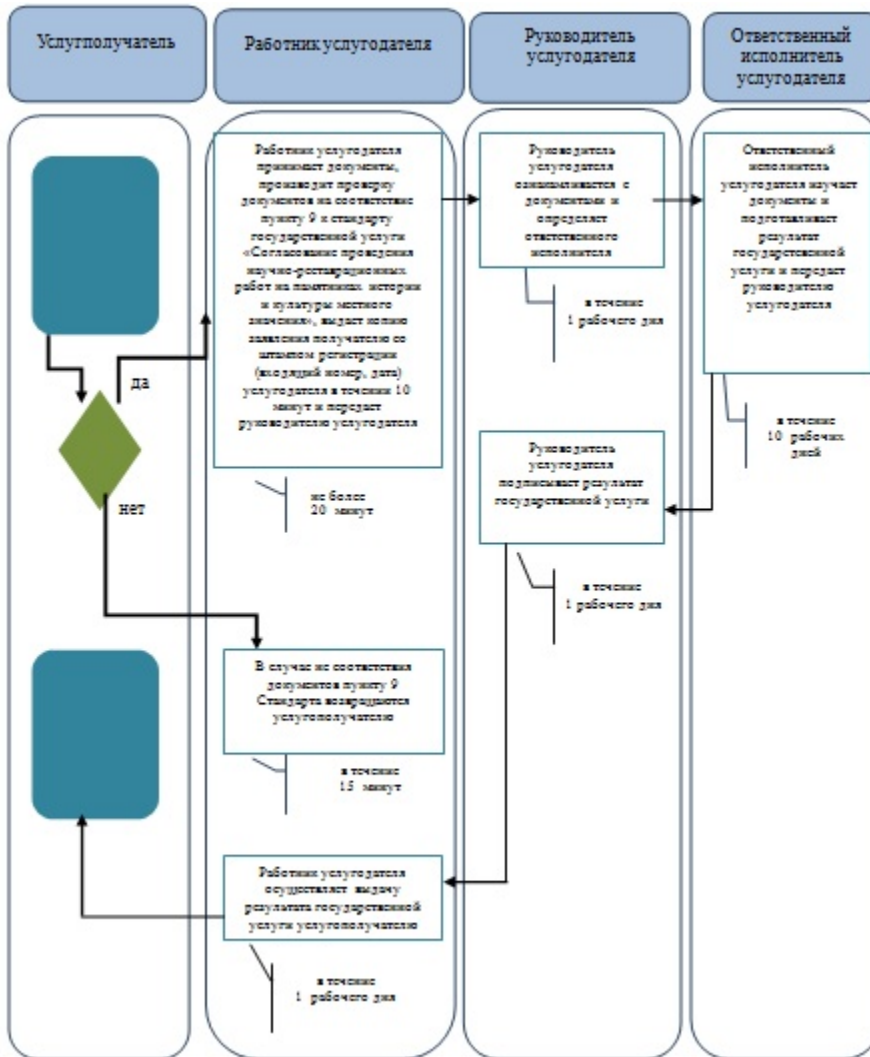 Услугполучатель
Работник услугодателя
Руководитель
услугодателя
Ответственный
исполнитель
услугодателя
Работник услугодателя
принимает документы,
производит проверку
документов на соответствие
пункту 9 к стандарту
государственной услуги
«Согласование проведения
научно-реставрационных
работ на памятниках истории
и культуры местного
значения», выдает копию
заявления получателю со
штампом регистрации
(входящий номер, дата)
услугодателя в течении 10
минут и передает
руководителю услугодателя
не более
20 минут
Руководитель
услугодателя
ознакамливается с
документами и
определяет
ответственного
исполнителя
в течение
1 рабочего дня
Ответственный
исполнитель
услугодателя изучает
документы и
подготавливает
результат
государственной
услуги и передает
руководителю
услугодателя
в течение
10 рабочих
дней
да
нет
Руководитель
услугодателя
подписывает результат
государственной услуги
в течение
1 рабочего дня
В случае не соответствия
документов пункту 9
Стандарта возвращаются
услугополучателю
в течение
15 минут
Работник услугодателя
осуществляет выдачу
результата государственной
услуги услугополучателю
в течение
1 рабочего дня